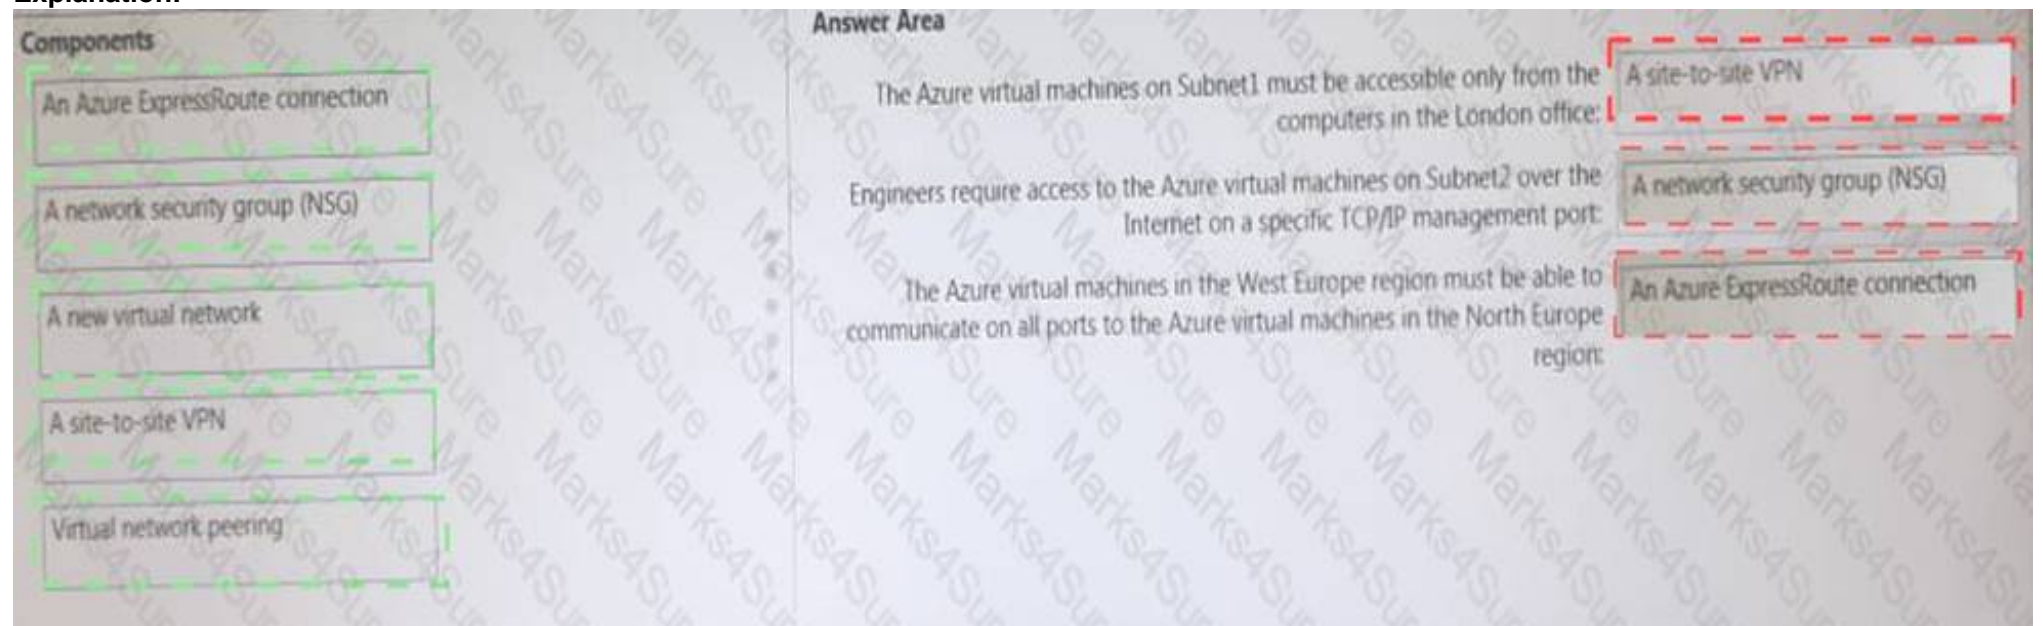 Explanation:
Components
An Azure ExpressRoute connection
A network security group (NSG)
A new virtual network
A site-to-site VPN
Virtual network peering
Answer Area
The Azure virtual machines on Subnet1 must be accessible only from the
computers in the London office:
A site-to-site VPN
Engineers require access to the Azure virtual machines on Subnet2 over the
Internet on a specific TCP/IP management port:
A network security group (NSG)
The Azure virtual machines in the West Europe region must be able to
communicate on all ports to the Azure virtual machines in the North Europe
region:
An Azure ExpressRoute connection
Marks4Sure